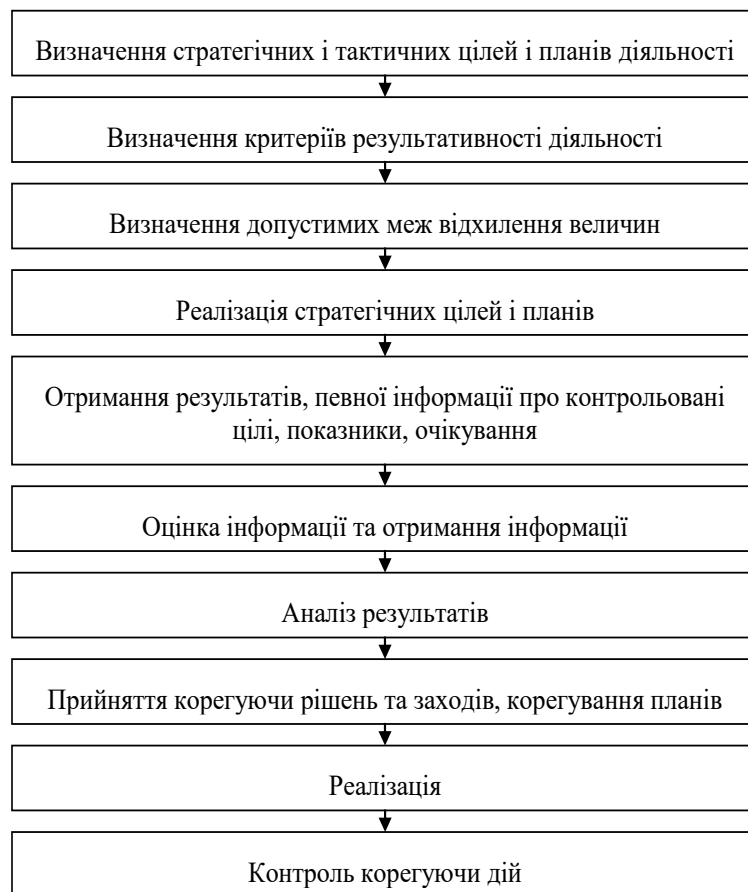 Визначення стратегічних і тактичних цілей і планів діяльності
Визначення критеріїв результативності діяльності
Визначення допустимих меж відхилення величин
Реалізація стратегічних цілей і планів
Отримання результатів, певної інформації про контрольовані
цілі, показники, очікування
Оцінка інформації та отримання інформації
Аналіз результатів
Прийняття корегуючи рішень та заходів, корегування планів
Реалізація
Контроль корегуючи дій